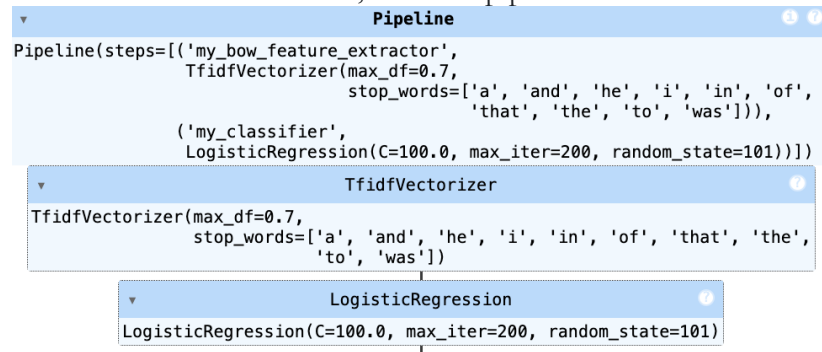 Pipeline
Pipeline(steps=[('my_bow_feature_extractor',
TfidfVectorizer(max_df=0.7,
stop_words=['a', 'and', 'he', 'i', 'in', 'of',
'that', 'the', 'to', 'was'])),
('my_classifier',
LogisticRegression(C=100.0, max_iter=200, random_state=101))])
TfidfVectorizer
TfidfVectorizer(max_df=0.7,
stop_words=['a', 'and', 'he', 'i', 'in', 'of', 'that', 'the',
'to', 'was'])
LogisticRegression
LogisticRegression(C=100.0, max_iter=200, random_state=101)